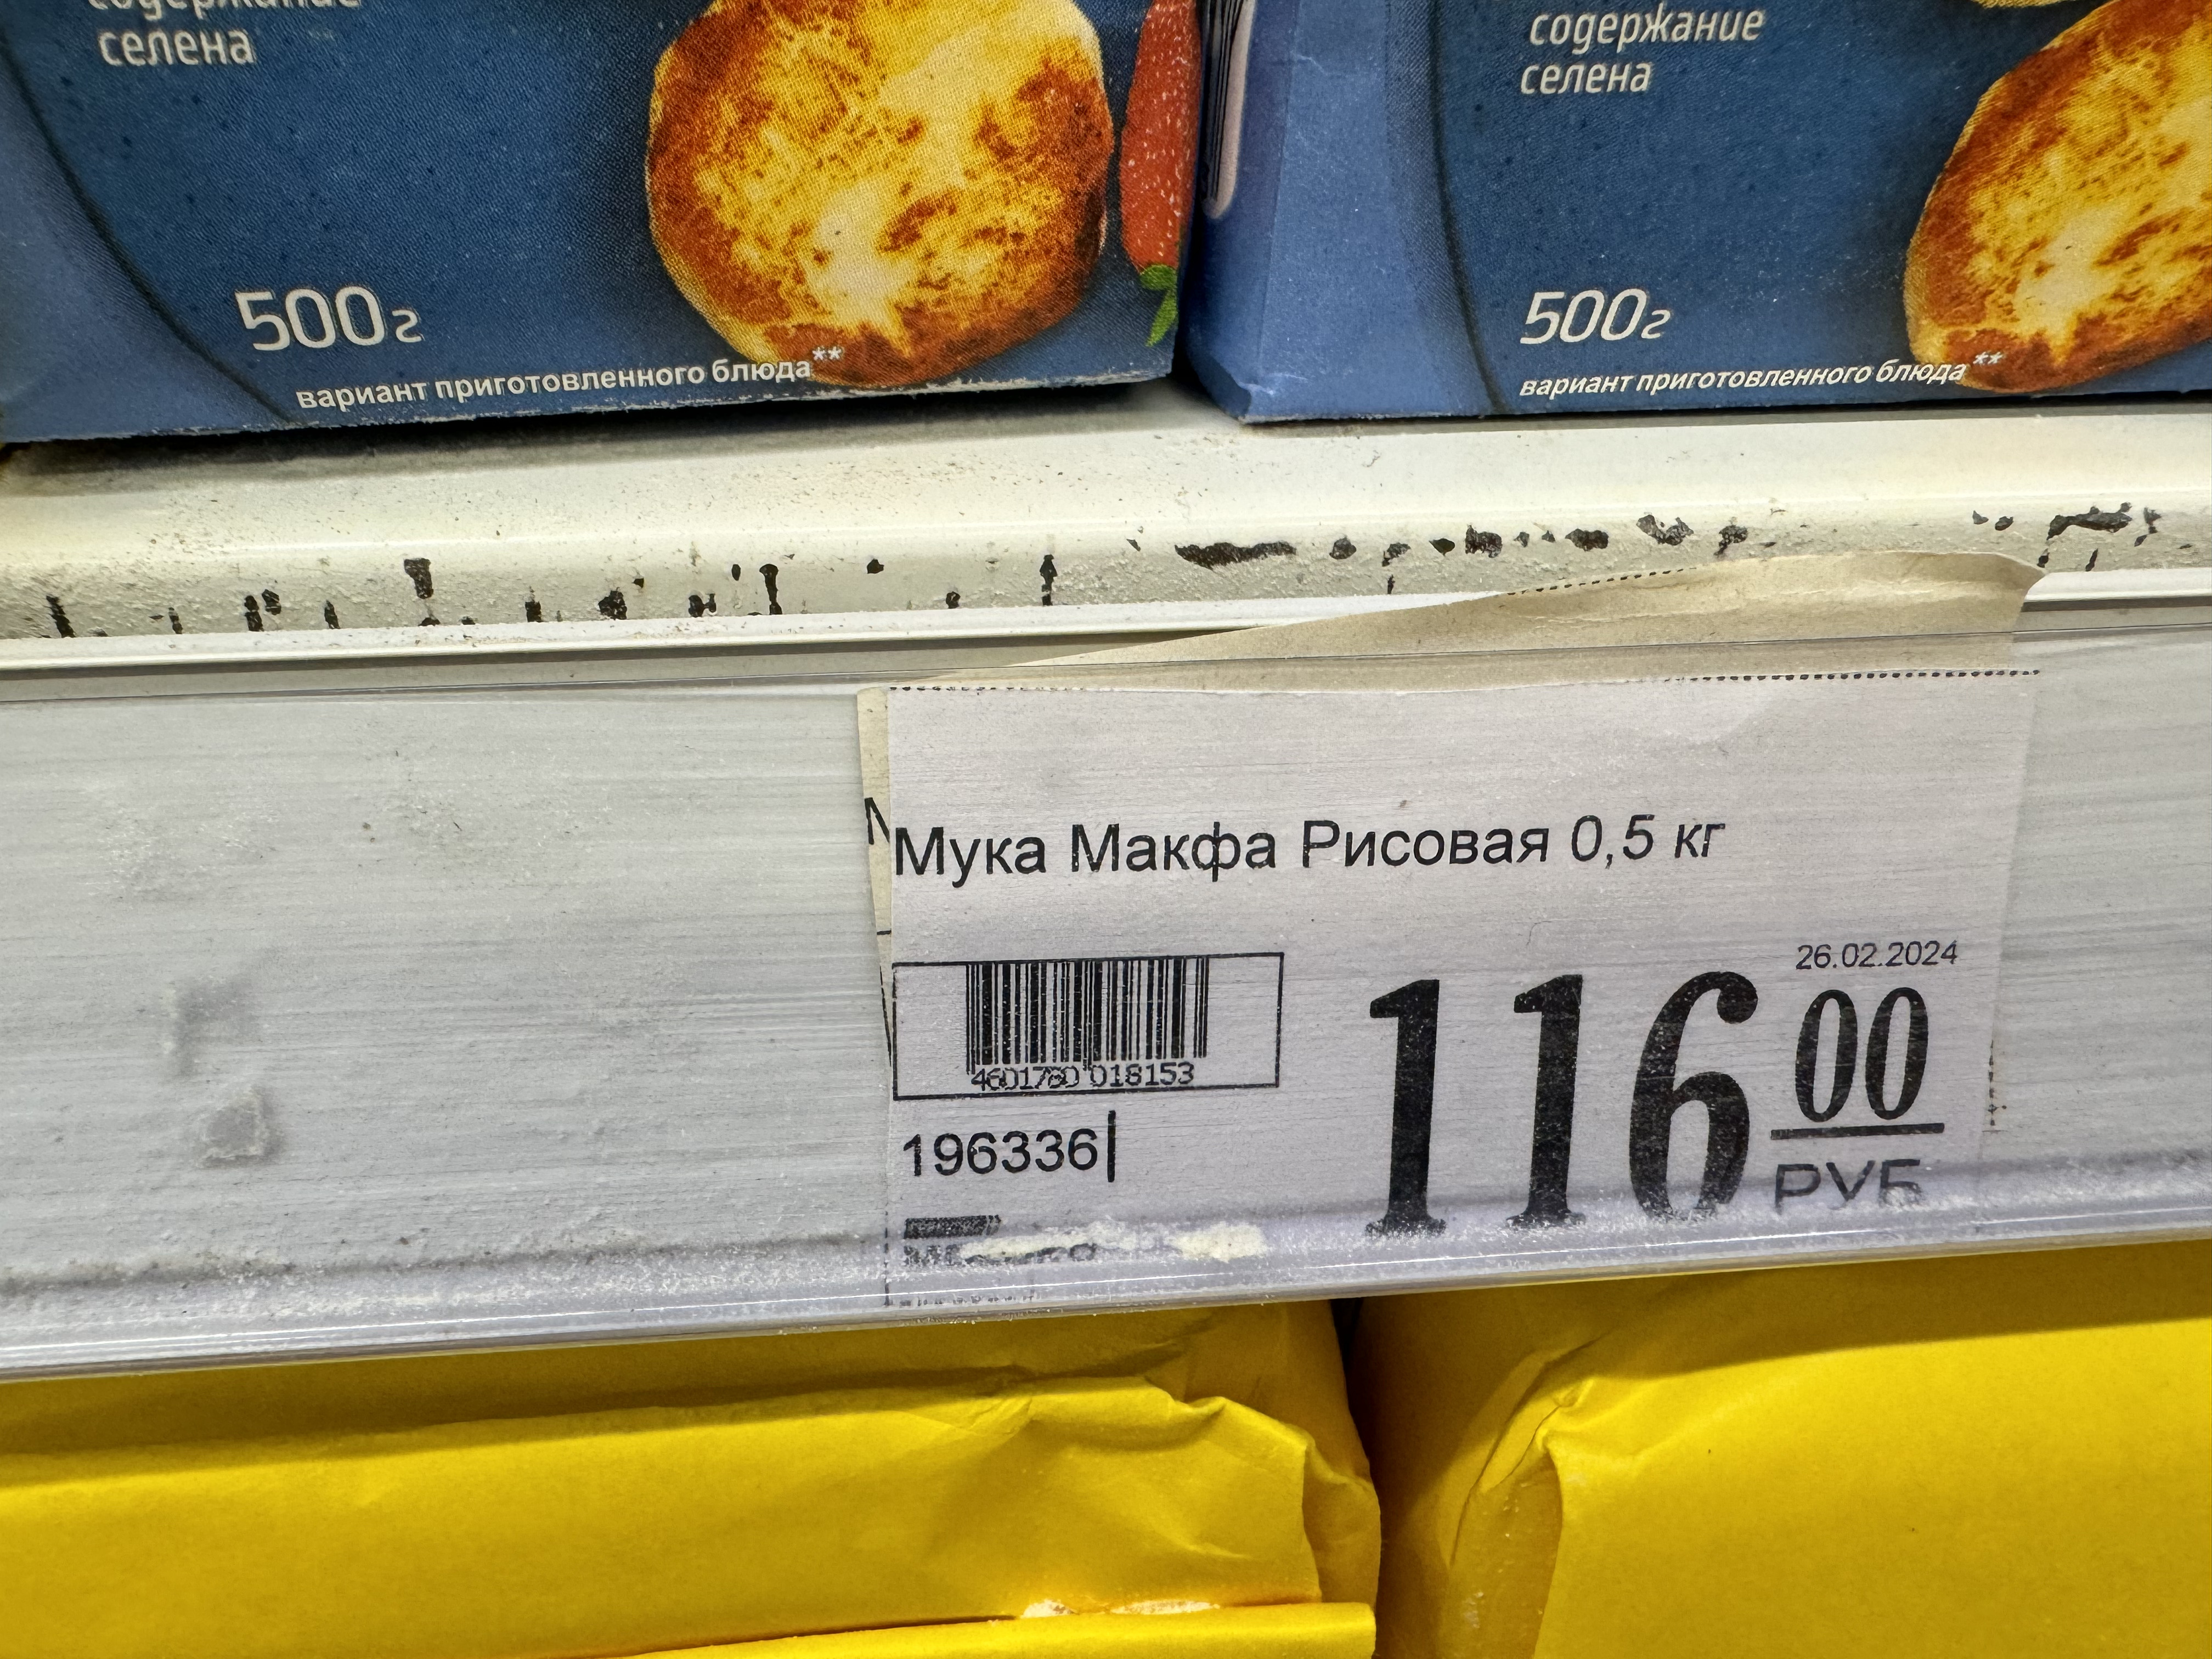 содержание
селена
500г
вариант приготовленного блюда**
содержание
селена
500г
вариант приготовленного блюда**
Мука Макфа Рисовая 0,5 кг
26.02.2024
116 00
РУБ
4601780 018153
196336